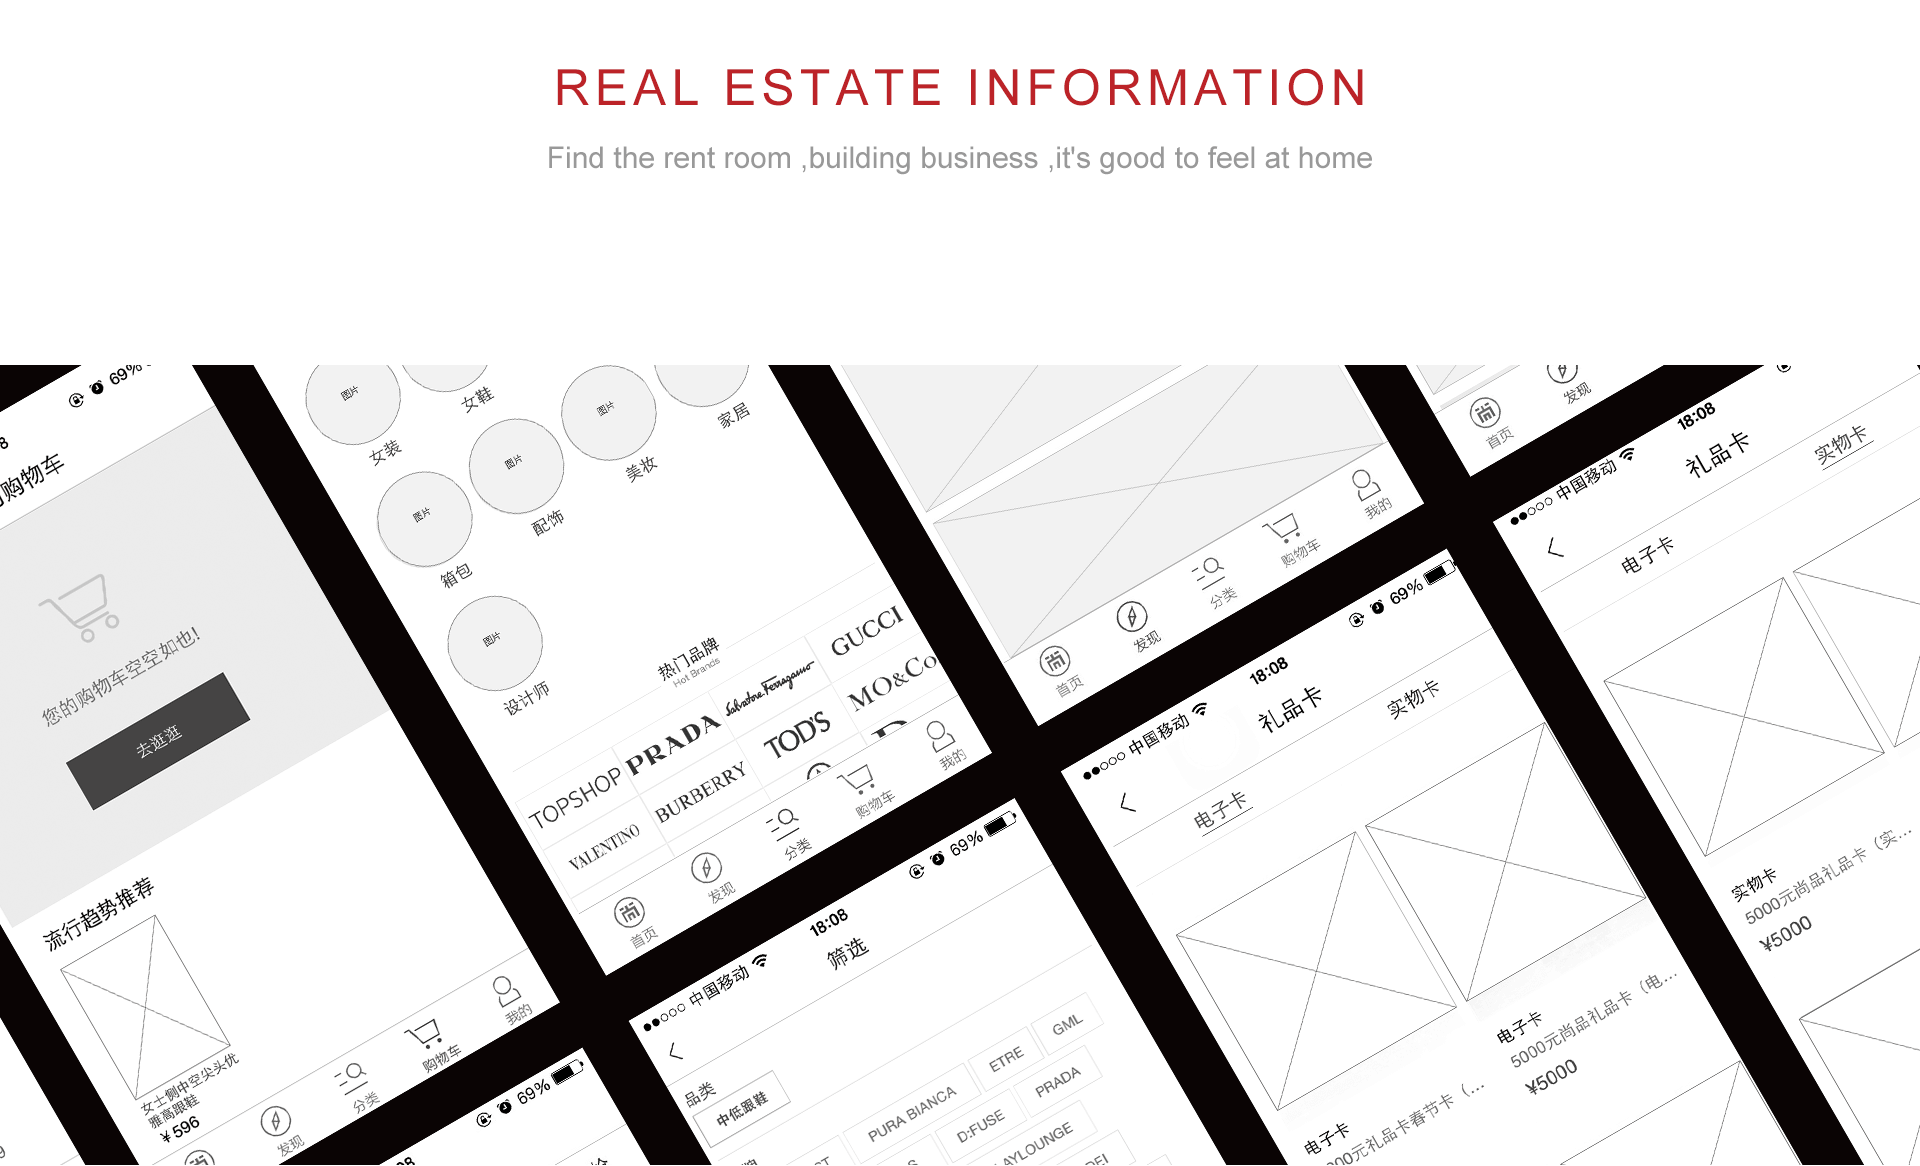 REAL ESTATE INFORMATION
Find the rent room ,building business ,it's good to feel at home
69%
购物车
您的购物车空空如也!
去逛逛
流行趋势推荐
女士侧中空尖头优
雅高跟鞋
¥596
首页
发现
分类
购物车
我的
图片
女装
女鞋
图片
箱包
图片
配饰
图片
美妆
家居
图片
设计师
热门品牌
Hot Brands
TOPSHOP
PRADA
Salvatore Ferragamo
GUCCI
VALENTINO
BURBERRY
TOD'S
MO&Co
首页
发现
分类
购物车
我的
69%
中国移动
18:08
69%
筛选
品类
中低跟鞋
PURA BIANCA
ETRE
GML
D:FUSE
PRADA
AYLOUNGE
首页
发现
分类
购物车
我的
中国移动
18:08
69%
礼品卡
电子卡
实物卡
电子卡
000元礼品卡春节卡（...
电子卡
5000元尚品礼品卡（电...
¥5000
首页
发现
中国移动
18:08
礼品卡
电子卡
实物卡
实物卡
5000元尚品礼品卡（实...
¥5000